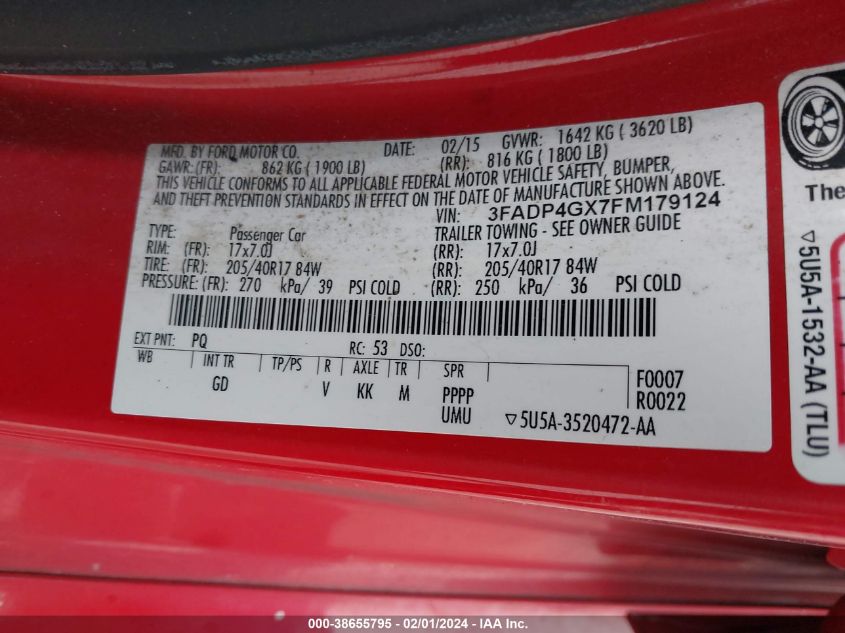 MFD. BY FORD MOTOR CO. DATE: 02/15 GVWR: 1642 KG ( 3620 LB)
GAWR:(FR): 862 KG ( 1900 LB) (RR): 816 KG ( 1800 LB)
THIS VEHICLE CONFORMS TO ALL APPLICABLE FEDERAL MOTOR VEHICLE SAFETY, BUMPER,
AND THEFT PREVENTION STANDARDS IN EFFECT ON THE DATE OF MANUFACTURE SHOWN ABOVE.
VIN: 3FADP4GX7FM179124
TYPE: Passenger Car TRAILER TOWING - SEE OWNER GUIDE
RIM: (FR): 17x7.0J (RR): 17x7.0J
TIRE: (FR): 205/40R17 84W (RR): 205/40R17 84W
PRESSURE:(FR): 270 kPa/ 39 PSI COLD (RR): 250 kPa/ 36 PSI COLD
EXT PNT: PQ RC: 53 DSO:
WB INT TR TP/PS R AXLE TR SPR
GD V KK M PPPP F0007
UMU R0022
▽5U5A-3520472-AA
The
▽5U5A-1532-AA (TLU)
000-38655795 - 02/01/2024 - IAA Inc.